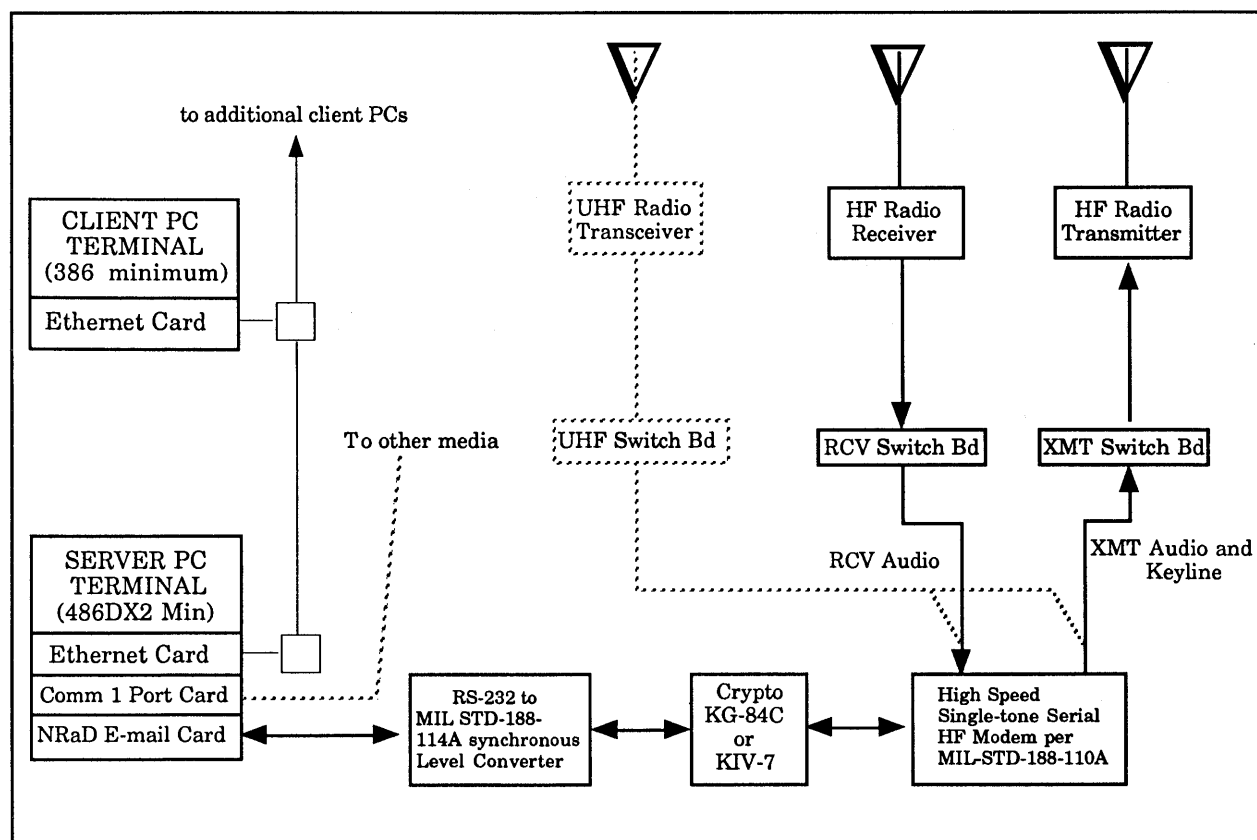 to additional client PCs
CLIENT PC
TERMINAL
(386 minimum)
Ethernet Card
UHF Radio
Transceiver
HF Radio
Receiver
HF Radio
Transmitter
To other media
UHF Switch Bd
RCV Switch Bd
XMT Switch Bd
RCV Audio
XMT Audio and
Keyline
SERVER PC
TERMINAL
(486DX2 Min)
Ethernet Card
Comm 1 Port Card
NRaD E-mail Card
RS-232 to
MIL STD-188-
114A synchronous
Level Converter
Crypto
KG-84C
or
KIV-7
High Speed
Single-tone Serial
HF Modem per
MIL-STD-188-110A